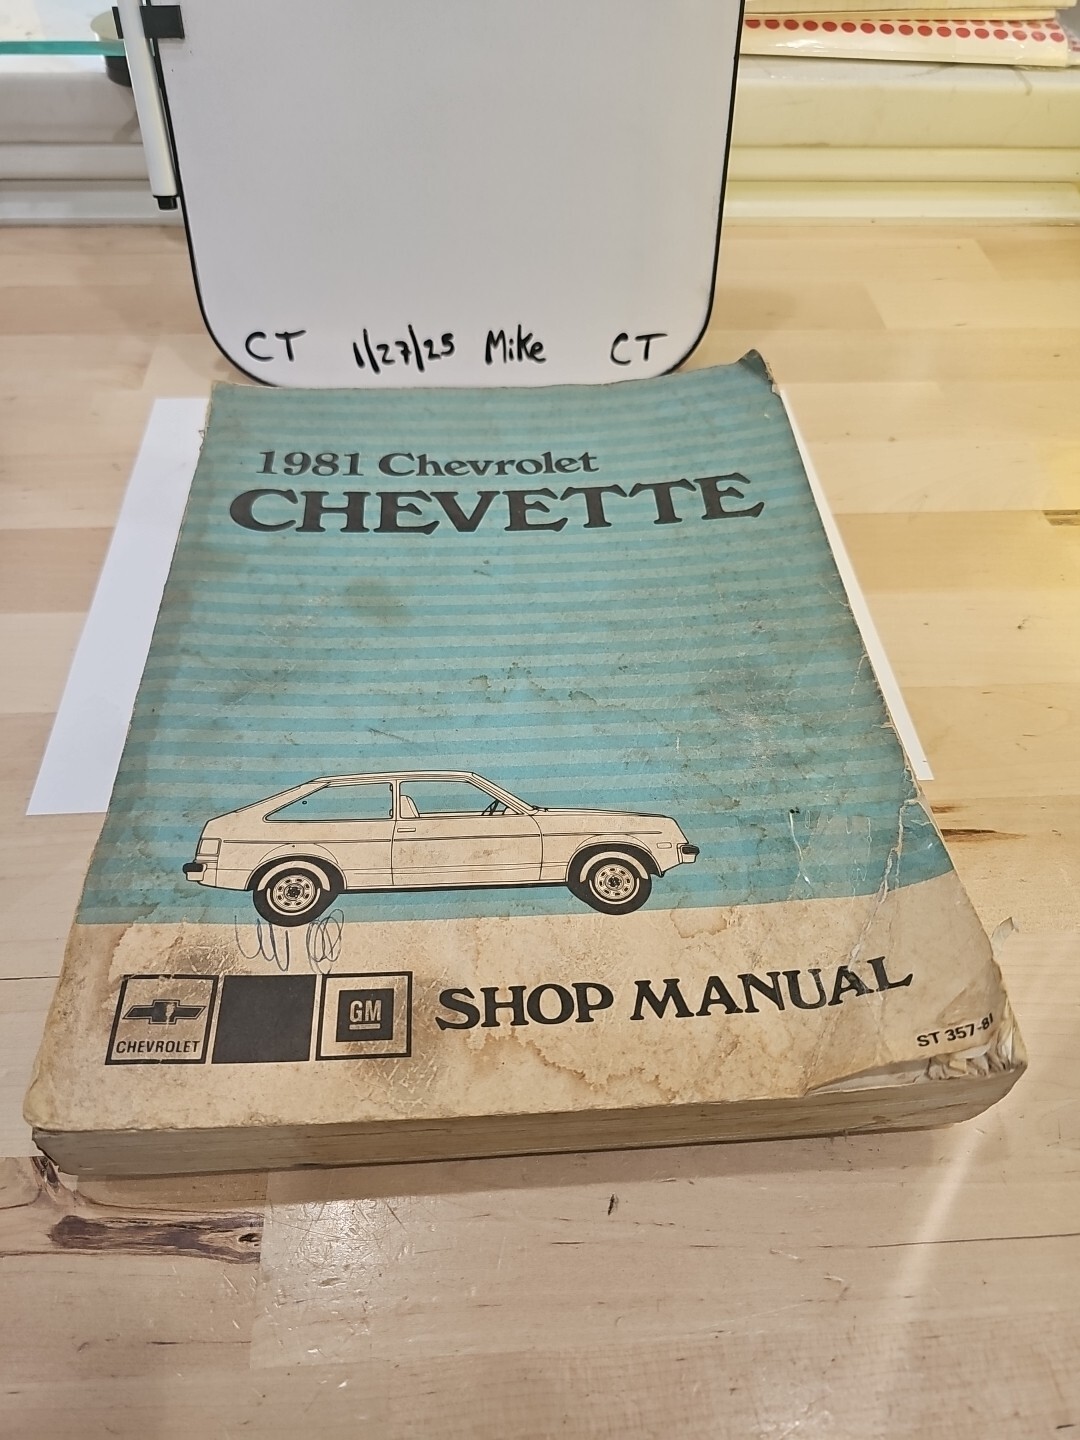 CT 1/27/25 Mike CT
1981 Chevrolet
CHEVETTE
CHEVROLET
GM
SHOP MANUAL
ST 357-81